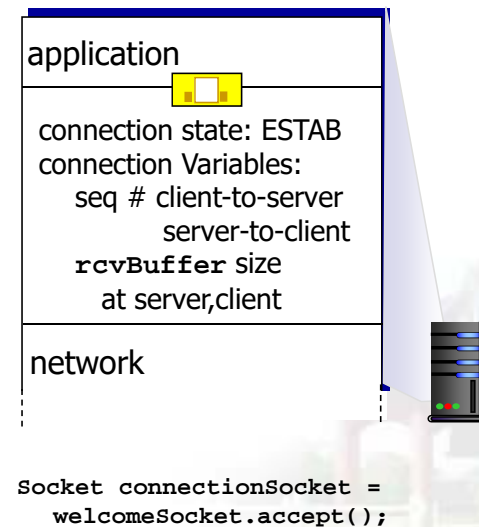 application
connection state: ESTAB
connection Variables:
seq # client-to-server
server-to-client
rcvBuffer size
at server,client
network
Socket connectionSocket =
welcomeSocket.accept();